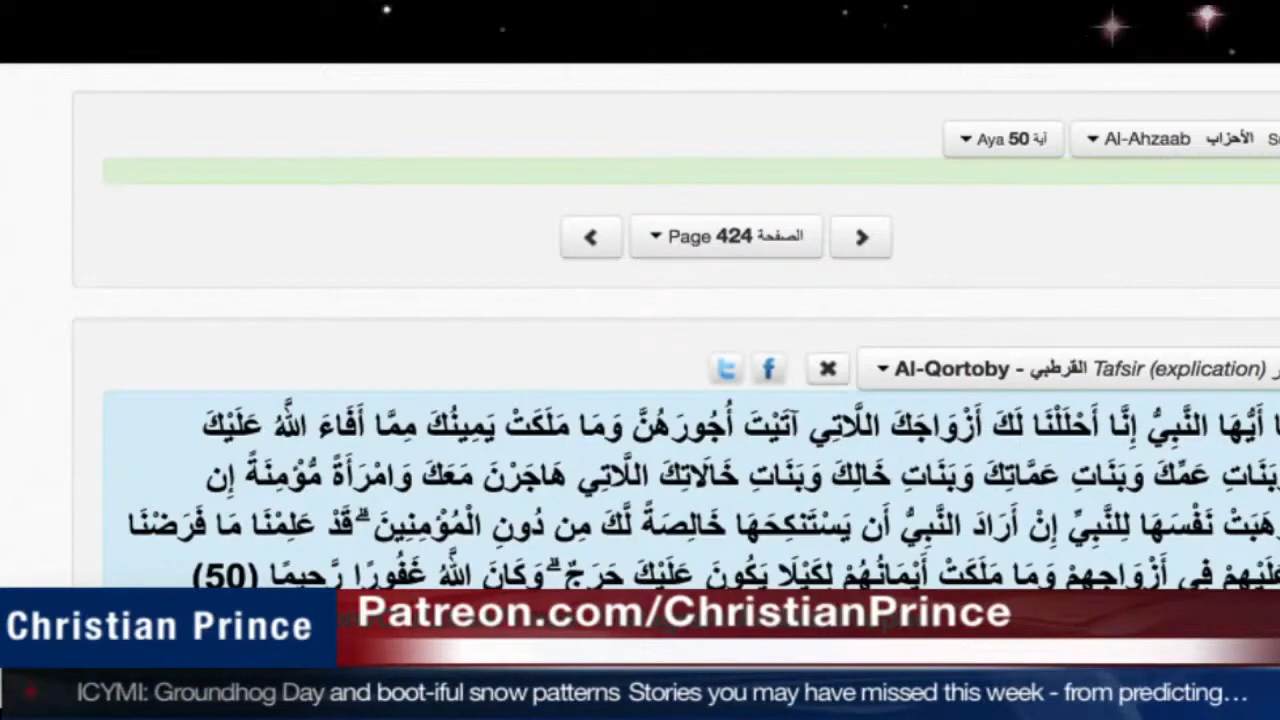 آية Aya 50
الأحزاب Al-Ahzaab
الصفحة Page 424
Al-Qortoby - القرطبي Tafsir (explication)
أَيُّهَا النَّبِيُّ إِنَّا أَحْلَلْنَا لَكَ أَزْوَاجَكَ اللَّاتِي آتَيْتَ أُجُورَهُنَّ وَمَا مَلَكَتْ يَمِينُكَ مِمَّا أَفَاءَ اللَّهُ عَلَيْكَ
بَنَاتِ عَمِّكَ وَبَنَاتِ عَمَّاتِكَ وَبَنَاتِ خَالِكَ وَبَنَاتِ خَالَاتِكَ اللَّاتِي هَاجَرْنَ مَعَكَ وَامْرَأَةً مُّؤْمِنَةً إِن
هَبَتْ نَفْسَهَا لِلنَّبِيِّ إِنْ أَرَادَ النَّبِيُّ أَن يَسْتَنكِحَهَا خَالِصَةً لَّكَ مِن دُونِ الْمُؤْمِنِينَ ۗ قَدْ عَلِمْنَا مَا فَرَضْنَا
عَلَيْهِمْ فِي أَزْوَاجِهِمْ وَمَا مَلَكَتْ أَيْمَانُهُمْ لِكَيْلَا يَكُونَ عَلَيْكَ حَرَجٌ ۗ وَكَانَ اللَّهُ غَفُورًا رَّحِيمًا (50)
Patreon.com/ChristianPrince
Christian Prince
ICYMI: Groundhog Day and boot-iful snow patterns Stories you may have missed this week - from predicting...